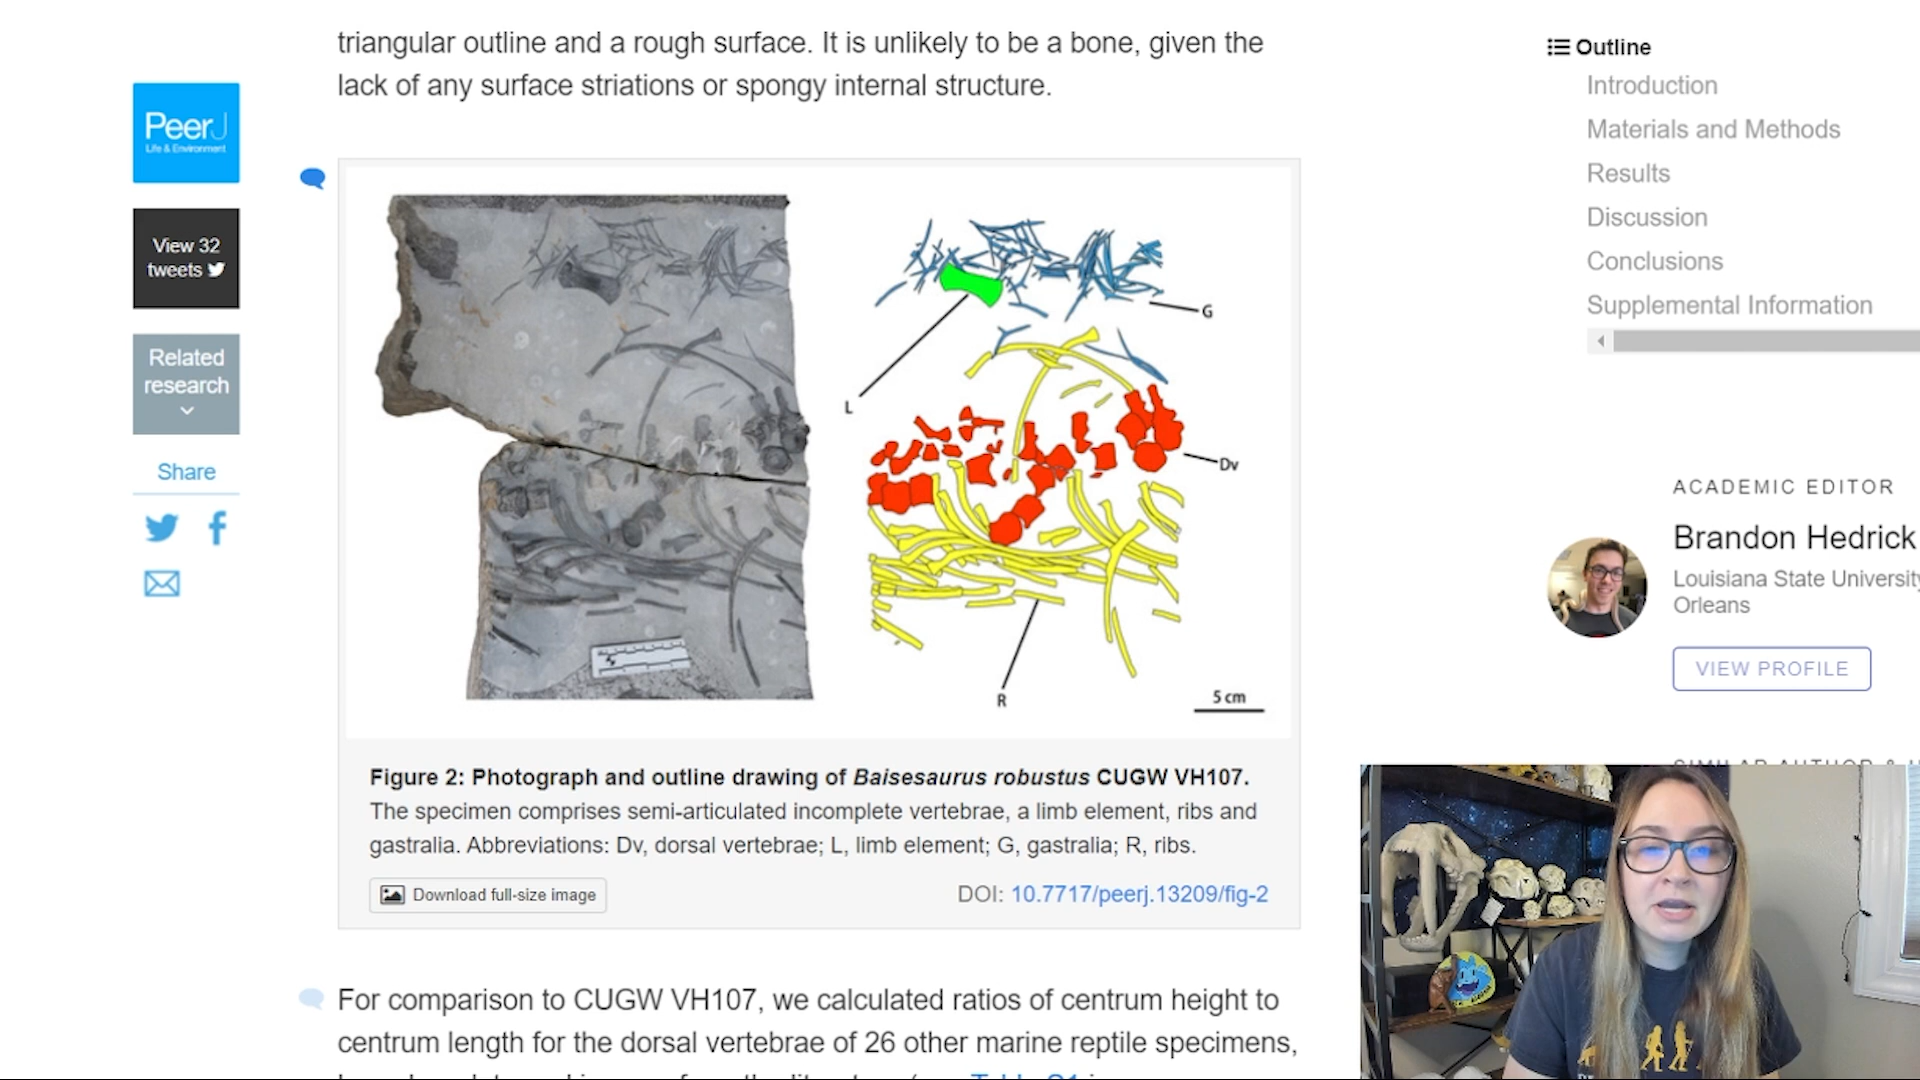 triangular outline and a rough surface. It is unlikely to be a bone, given the
lack of any surface striations or spongy internal structure.
PeerJ
Life & Environment
View 32
tweets
Related
research
Share
G
L
Dv
R
5 cm
Figure 2: Photograph and outline drawing of Baisesaurus robustus CUGW VH107.
The specimen comprises semi-articulated incomplete vertebrae, a limb element, ribs and
gastralia. Abbreviations: Dv, dorsal vertebrae; L, limb element; G, gastralia; R, ribs.
Download full-size image
DOI: 10.7717/peerj.13209/fig-2
For comparison to CUGW VH107, we calculated ratios of centrum height to
centrum length for the dorsal vertebrae of 26 other marine reptile specimens,
Outline
Introduction
Materials and Methods
Results
Discussion
Conclusions
Supplemental Information
ACADEMIC EDITOR
Brandon Hedrick
Louisiana State University
Orleans
VIEW PROFILE